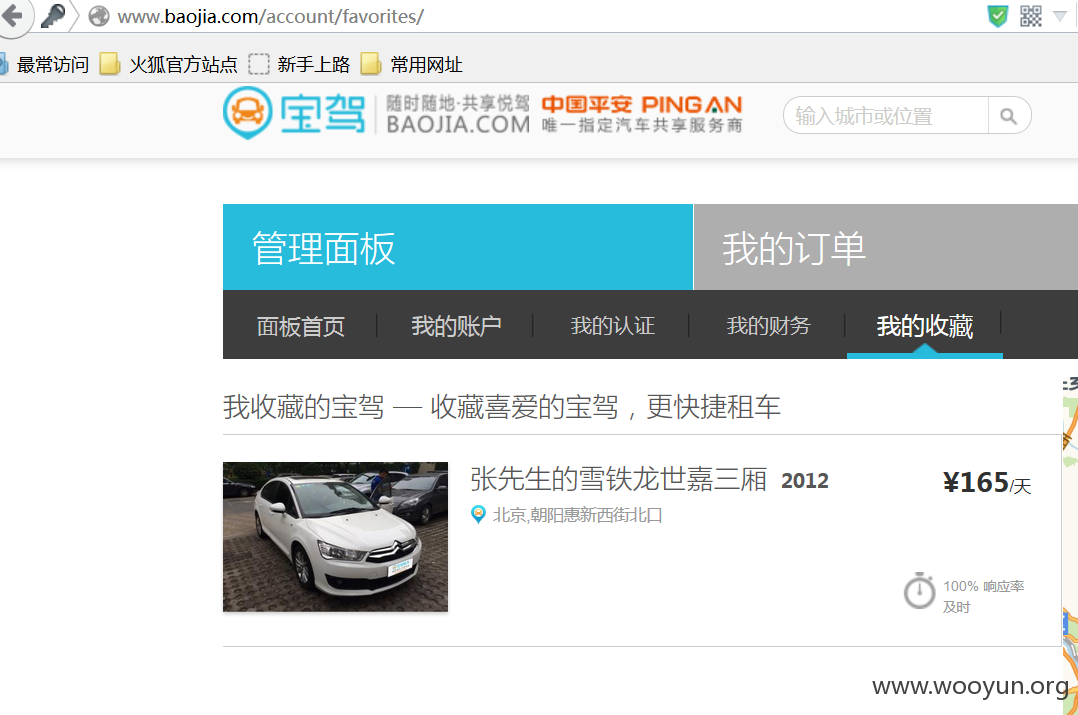 www.baojia.com/account/favorites/
最常访问 火狐官方站点 新手上路 常用网址
宝驾 随时随地·共享悦驾 中国平安 PING AN 输入城市或位置
BAOJIA.COM 唯一指定汽车共享服务商
管理面板 我的订单
面板首页 我的账户 我的认证 我的财务 我的收藏
我收藏的宝驾 — 收藏喜爱的宝驾，更快捷租车
张先生的雪铁龙世嘉三厢 2012 ¥165/天
北京,朝阳惠新西街北口
100% 响应率
及时
www.wooyun.org